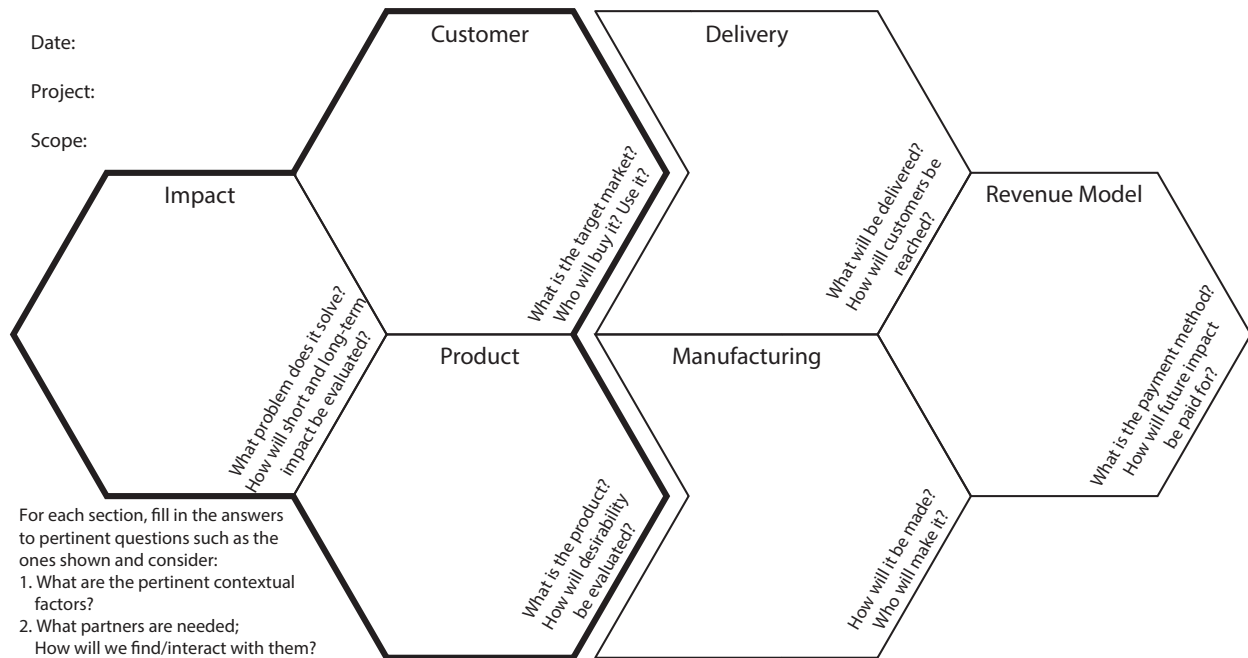 Date:
Project:
Scope:
Customer
What is the target market?
Who will buy it? Use it?
Delivery
What will be delivered?
How will customers be
reached?
Impact
What problem does it solve?
How will short and long-term
impact be evaluated?
Revenue Model
What is the payment method?
How will future impact
be paid for?
Product
What is the product?
How will desirability
be evaluated?
Manufacturing
How will it be made?
Who will make it?
For each section, fill in the answers
to pertinent questions such as the
ones shown and consider:
1. What are the pertinent contextual
factors?
2. What partners are needed;
How will we find/interact with them?